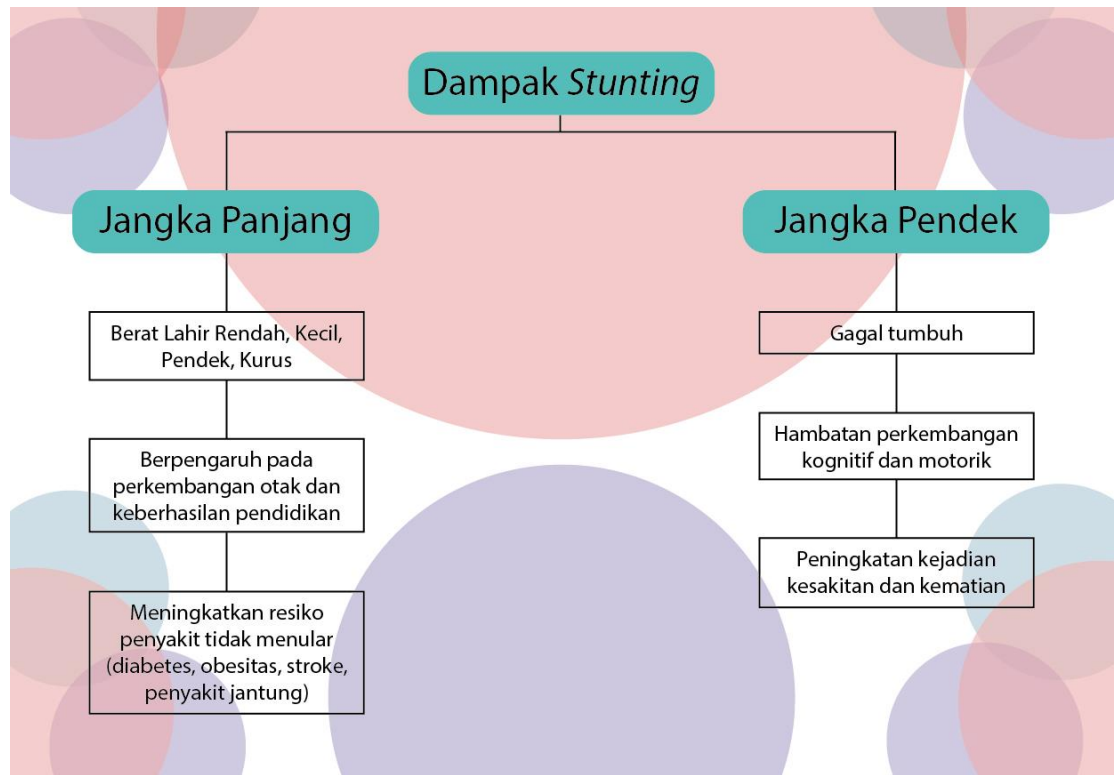 Dampak Stunting
Jangka Panjang
Berat Lahir Rendah, Kecil,
Pendek, Kurus
Berpengaruh pada
perkembangan otak dan
keberhasilan pendidikan
Meningkatkan resiko
penyakit tidak menular
(diabetes, obesitas, stroke,
penyakit jantung)
Jangka Pendek
Gagal tumbuh
Hambatan perkembangan
kognitif dan motorik
Peningkatan kejadian
kesakitan dan kematian